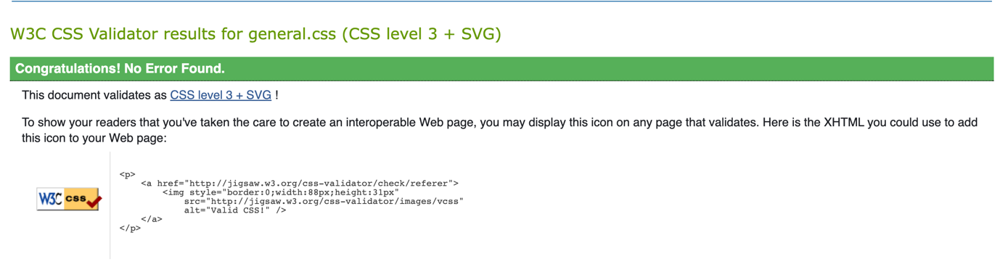 W3C CSS Validator results for general.css (CSS level 3 + SVG)
Congratulations! No Error Found.
This document validates as CSS level 3 + SVG !
To show your readers that you've taken the care to create an interoperable Web page, you may display this icon on any page that validates. Here is the XHTML you could use to add
this icon to your Web page:
W3C css
<p>
    <a href="http://jigsaw.w3.org/css-validator/check/referer">
        <img style="border:0;width:88px;height:31px"
            src="http://jigsaw.w3.org/css-validator/images/vcss"
            alt="Valid CSS!" />
    </a>
</p>